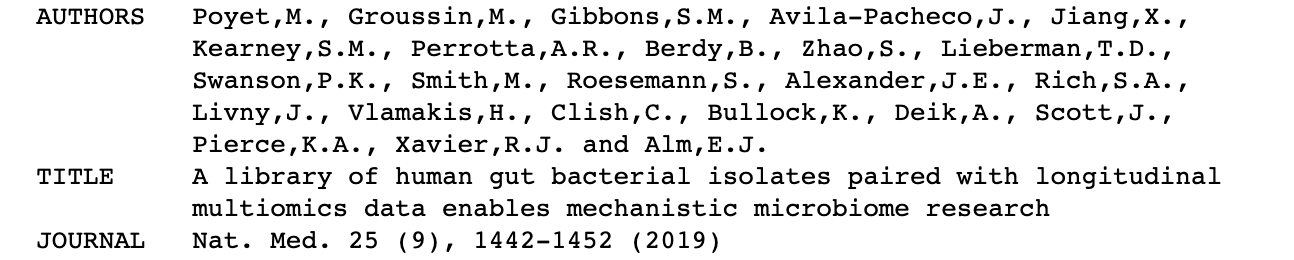 AUTHORS Poyet,M., Groussin,M., Gibbons,S.M., Avila-Pacheco,J., Jiang,X.,
Kearney,S.M., Perrotta,A.R., Berdy,B., Zhao,S., Lieberman,T.D.,
Swanson,P.K., Smith,M., Roesemann,S., Alexander,J.E., Rich,S.A.,
Livny,J., Vlamakis,H., Clish,C., Bullock,K., Deik,A., Scott,J.,
Pierce,K.A., Xavier,R.J. and Alm,E.J.
TITLE A library of human gut bacterial isolates paired with longitudinal
multiomics data enables mechanistic microbiome research
JOURNAL Nat. Med. 25 (9), 1442-1452 (2019)